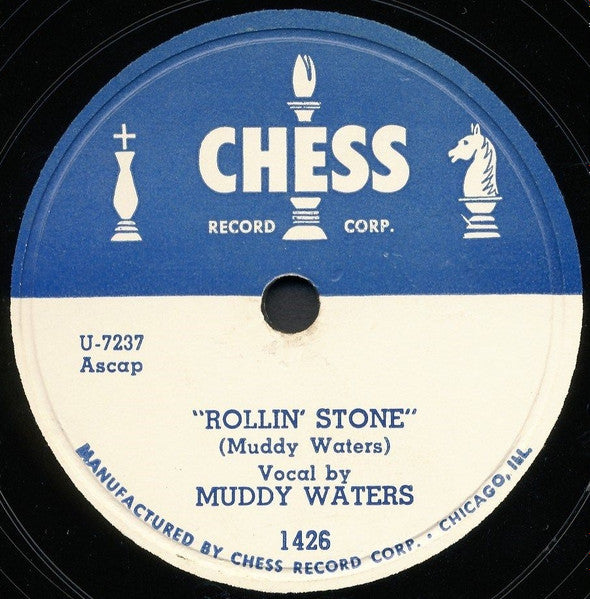 CHESS
RECORD CORP.
U-7237
Ascap
"ROLLIN' STONE"
(Muddy Waters)
Vocal by
MUDDY WATERS
1426
MANUFACTURED BY CHESS RECORD CORP. · CHICAGO, ILL.